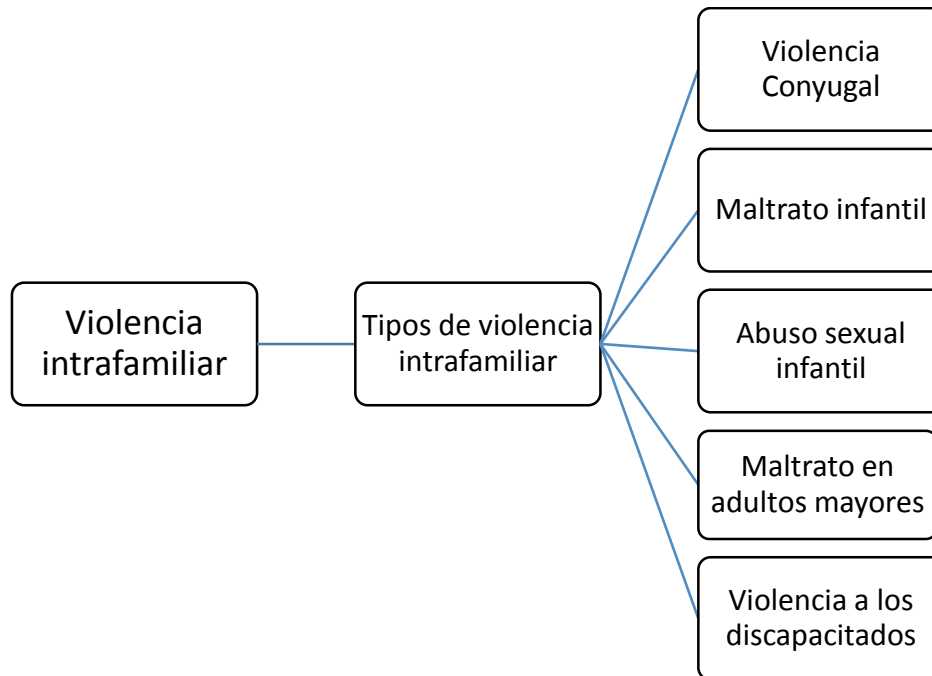 Violencia
intrafamiliar
Tipos de violencia
intrafamiliar
Violencia
Conyugal
Maltrato infantil
Abuso sexual
infantil
Maltrato en
adultos mayores
Violencia a los
discapacitados